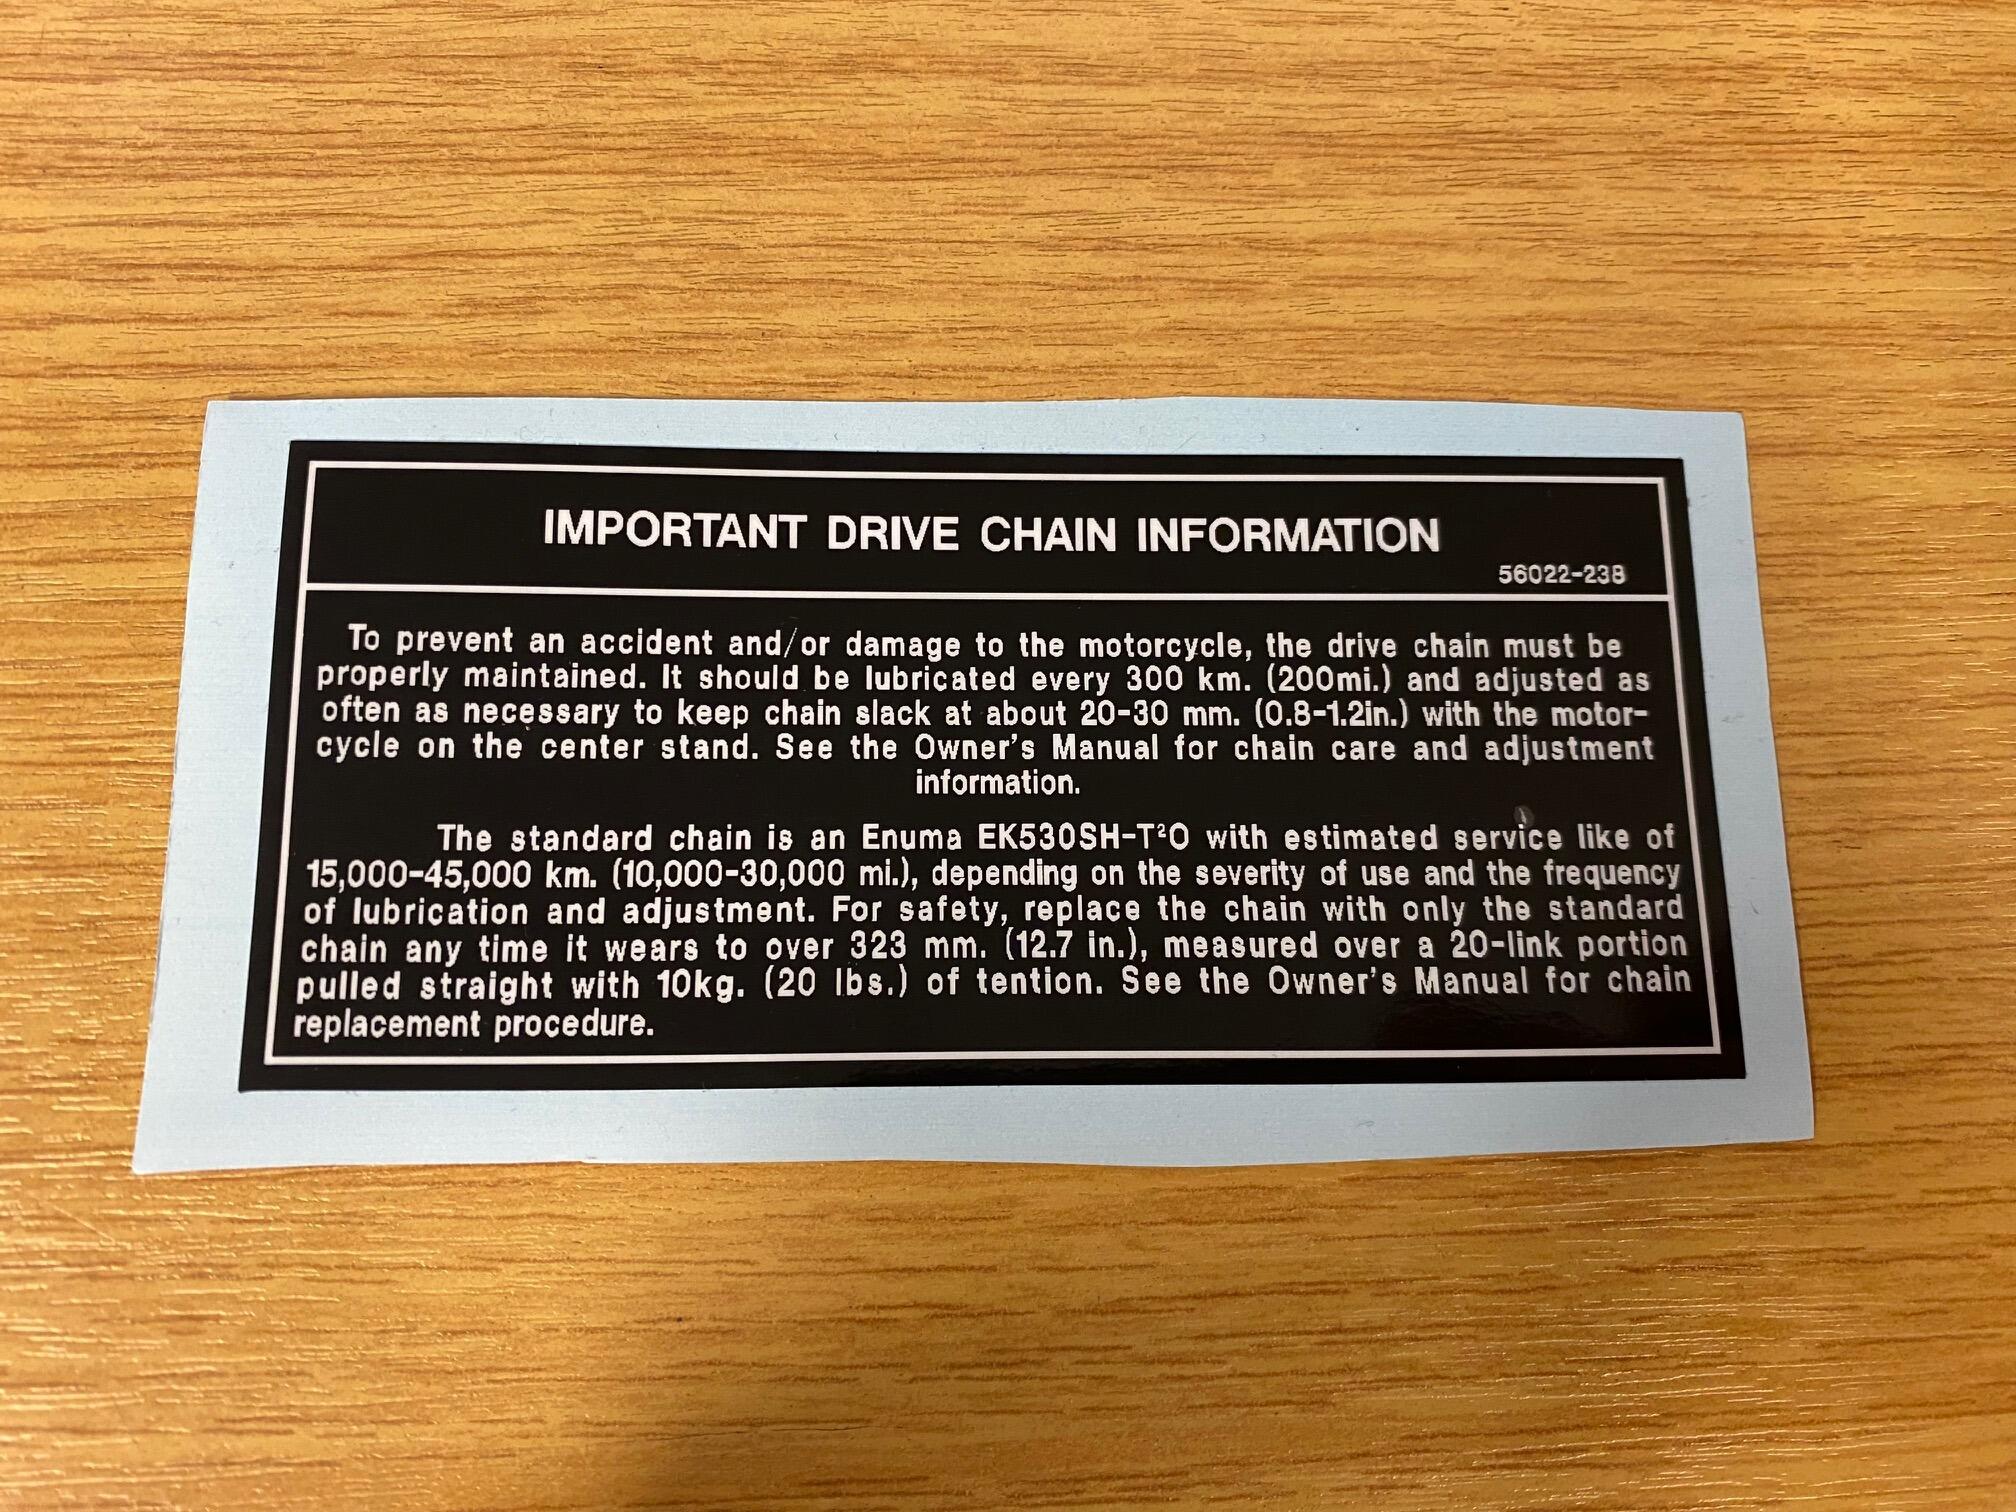 IMPORTANT DRIVE CHAIN INFORMATION
56022-238
To prevent an accident and/or damage to the motorcycle, the drive chain must be
properly maintained. It should be lubricated every 300 km. (200mi.) and adjusted as
often as necessary to keep chain slack at about 20-30 mm. (0.8-1.2in.) with the motor-
cycle on the center stand. See the Owner's Manual for chain care and adjustment
information.
The standard chain is an Enuma EK530SH-T²O with estimated service like of
15,000-45,000 km. (10,000-30,000 mi.), depending on the severity of use and the frequency
of lubrication and adjustment. For safety, replace the chain with only the standard
chain any time it wears to over 323 mm. (12.7 in.), measured over a 20-link portion
pulled straight with 10kg. (20 lbs.) of tention. See the Owner's Manual for chain
replacement procedure.